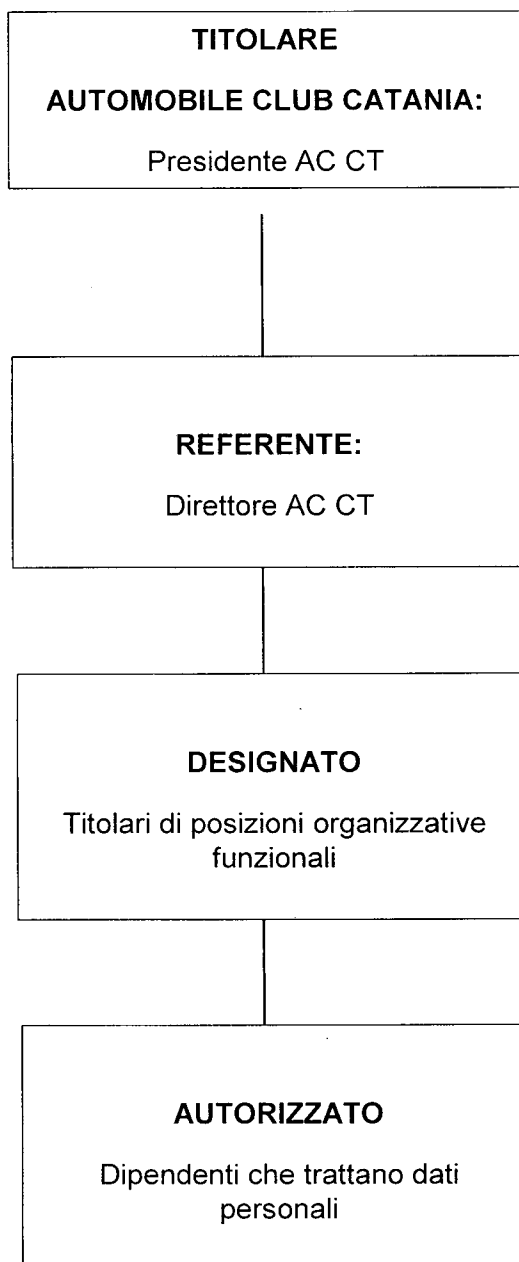 TITOLARE
AUTOMOBILE CLUB CATANIA:
Presidente AC CT
REFERENTE:
Direttore AC CT
DESIGNATO
Titolari di posizioni organizzative
funzionali
AUTORIZZATO
Dipendenti che trattano dati
personali